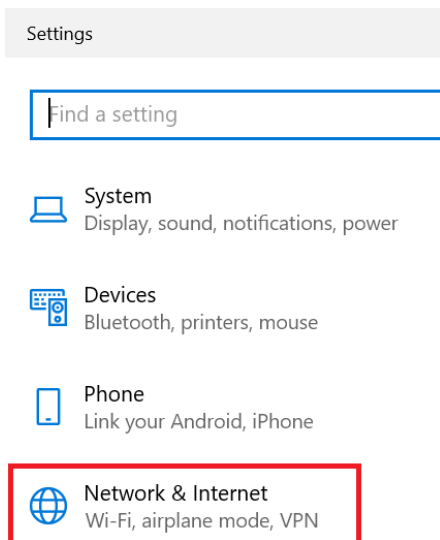 Settings
Find a setting
System
Display, sound, notifications, power
Devices
Bluetooth, printers, mouse
Phone
Link your Android, iPhone
Network & Internet
Wi-Fi, airplane mode, VPN